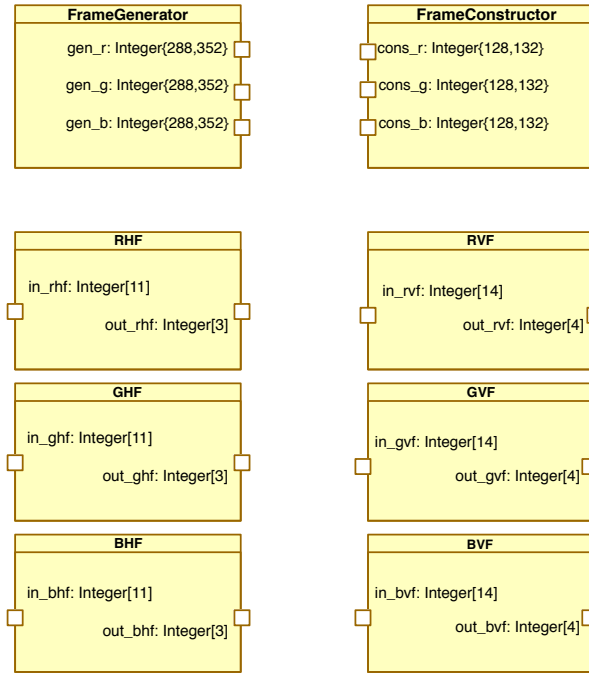 FrameGenerator
gen_r: Integer{288,352}
gen_g: Integer{288,352}
gen_b: Integer{288,352}
FrameConstructor
cons_r: Integer{128,132}
cons_g: Integer{128,132}
cons_b: Integer{128,132}
RHF
in_rhf: Integer[11]
out_rhf: Integer[3]
RVF
in_rvf: Integer[14]
out_rvf: Integer[4]
GHF
in_ghf: Integer[11]
out_ghf: Integer[3]
GVF
in_gvf: Integer[14]
out_gvf: Integer[4]
BHF
in_bhf: Integer[11]
out_bhf: Integer[3]
BVF
in_bvf: Integer[14]
out_bvf: Integer[4]